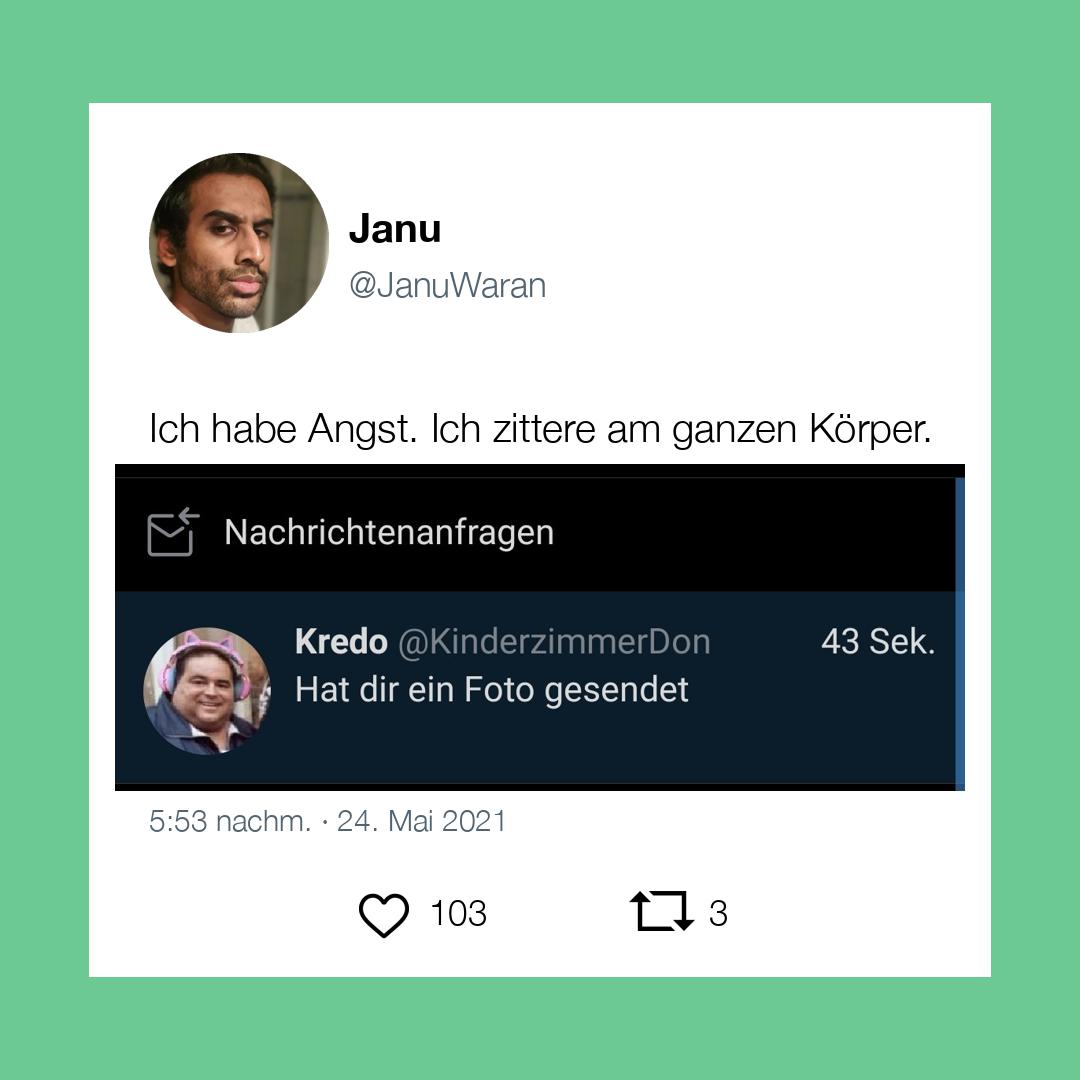 Janu
@JanuWaran
Ich habe Angst. Ich zittere am ganzen Körper.
Nachrichtenanfragen
Kredo @KinderzimmerDon 43 Sek.
Hat dir ein Foto gesendet
5:53 nachm. · 24. Mai 2021
103 3